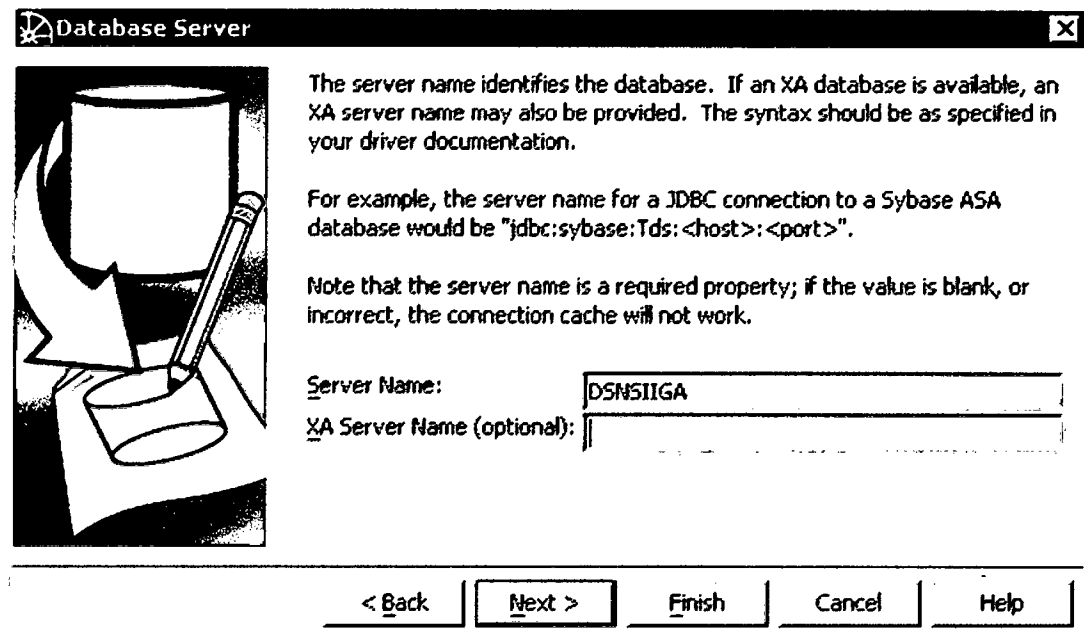 Database Server
The server name identifies the database. If an XA database is available, an
XA server name may also be provided. The syntax should be as specified in
your driver documentation.
For example, the server name for a JDBC connection to a Sybase ASA
database would be "jdbc:sybase:Tds:<host>:<port>".
Note that the server name is a required property; if the value is blank, or
incorrect, the connection cache will not work.
Server Name: DSNSIIGA
XA Server Name (optional):
< Back Next > Finish Cancel Help